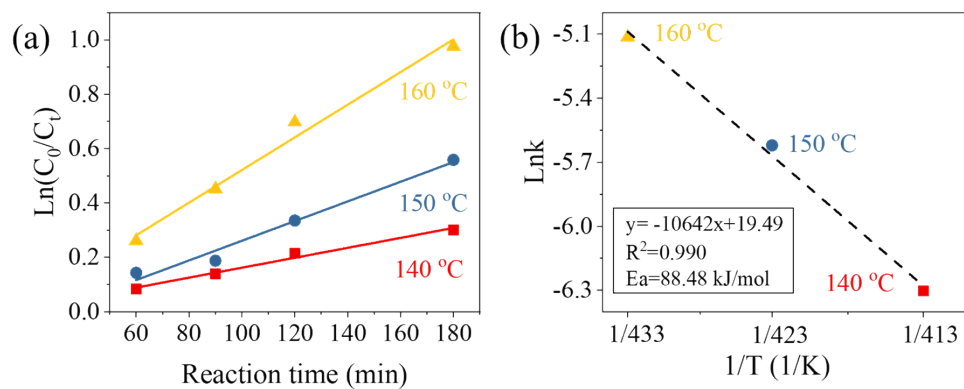 (a)
Ln(C₀/Cₜ)
1.0
0.8
0.6
0.4
0.2
0.0
160 °C
150 °C
140 °C
60 80 100 120 140 160 180
Reaction time (min)
(b)
Lnk
-5.1
-5.4
-5.7
-6.0
-6.3
160 °C
150 °C
140 °C
y= -10642x+19.49
R²=0.990
Ea=88.48 kJ/mol
1/433 1/423 1/413
1/T (1/K)